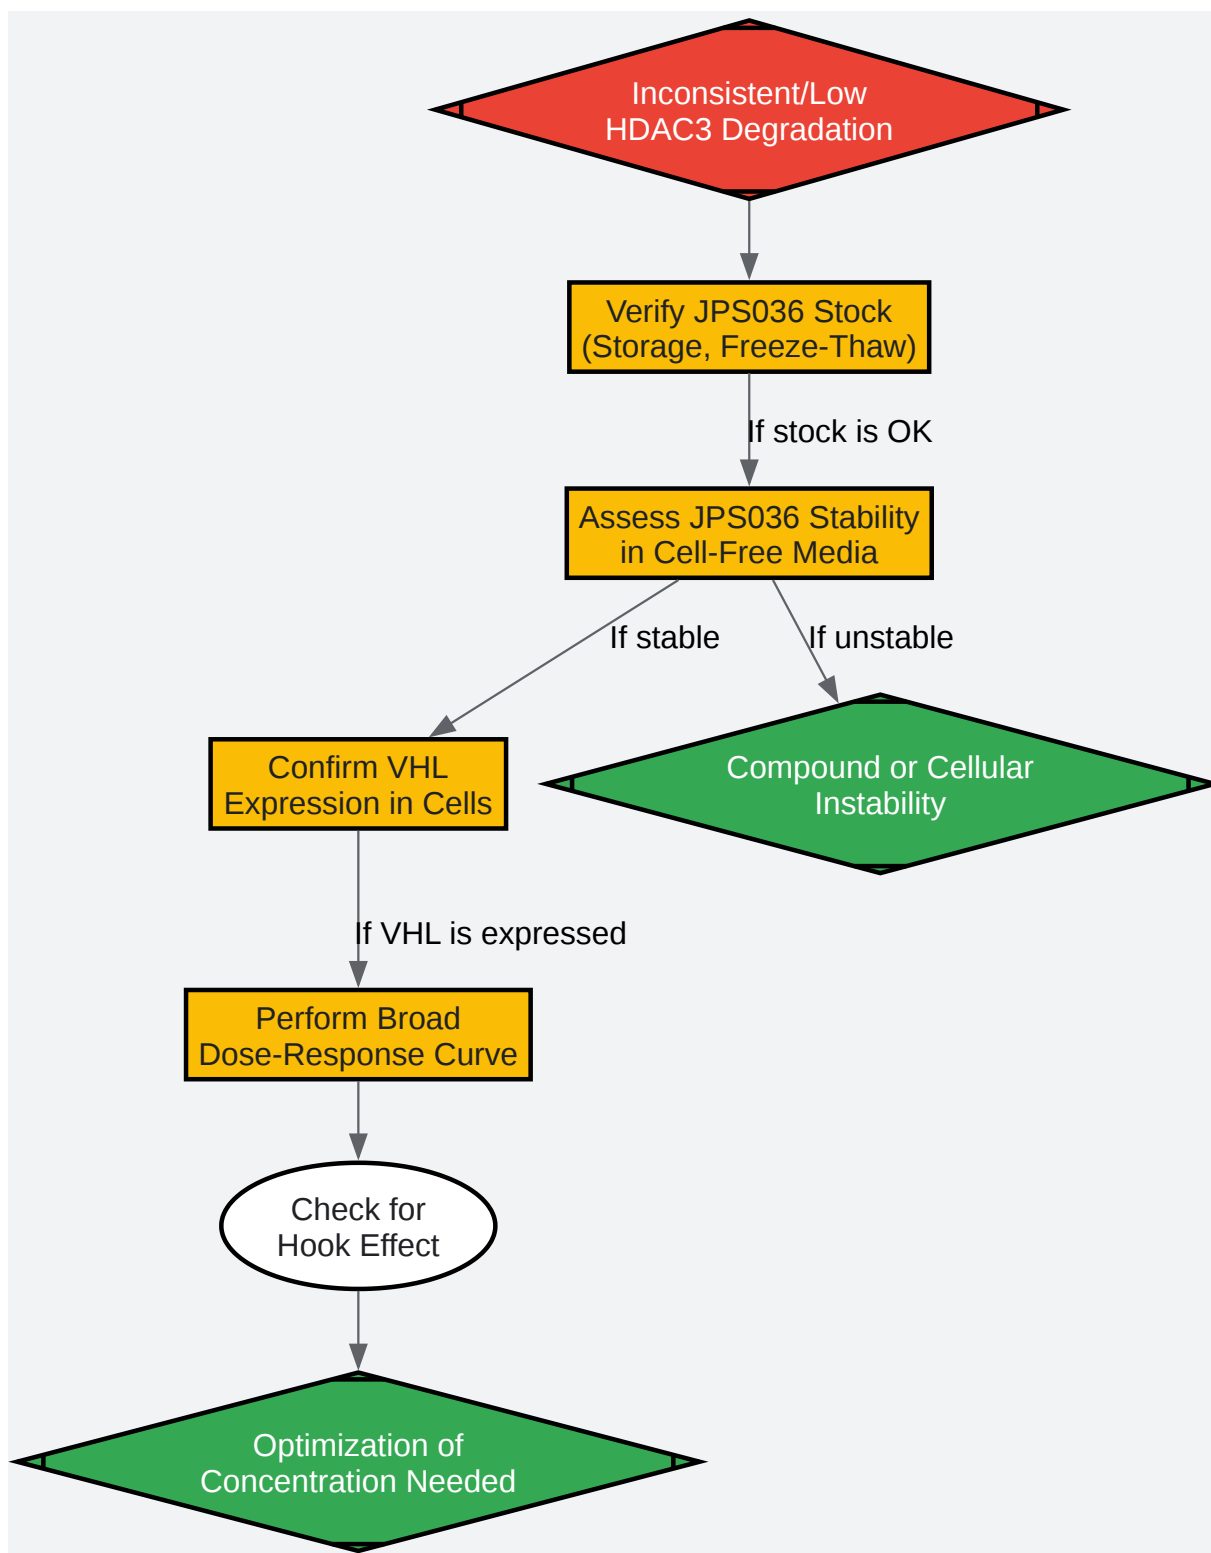 Inconsistent/Low
HDAC3 Degradation
Verify JPS036 Stock
(Storage, Freeze-Thaw)
If stock is OK
Assess JPS036 Stability
in Cell-Free Media
If stable
If unstable
Confirm VHL
Expression in Cells
Compound or Cellular
Instability
If VHL is expressed
Perform Broad
Dose-Response Curve
Check for
Hook Effect
Optimization of
Concentration Needed